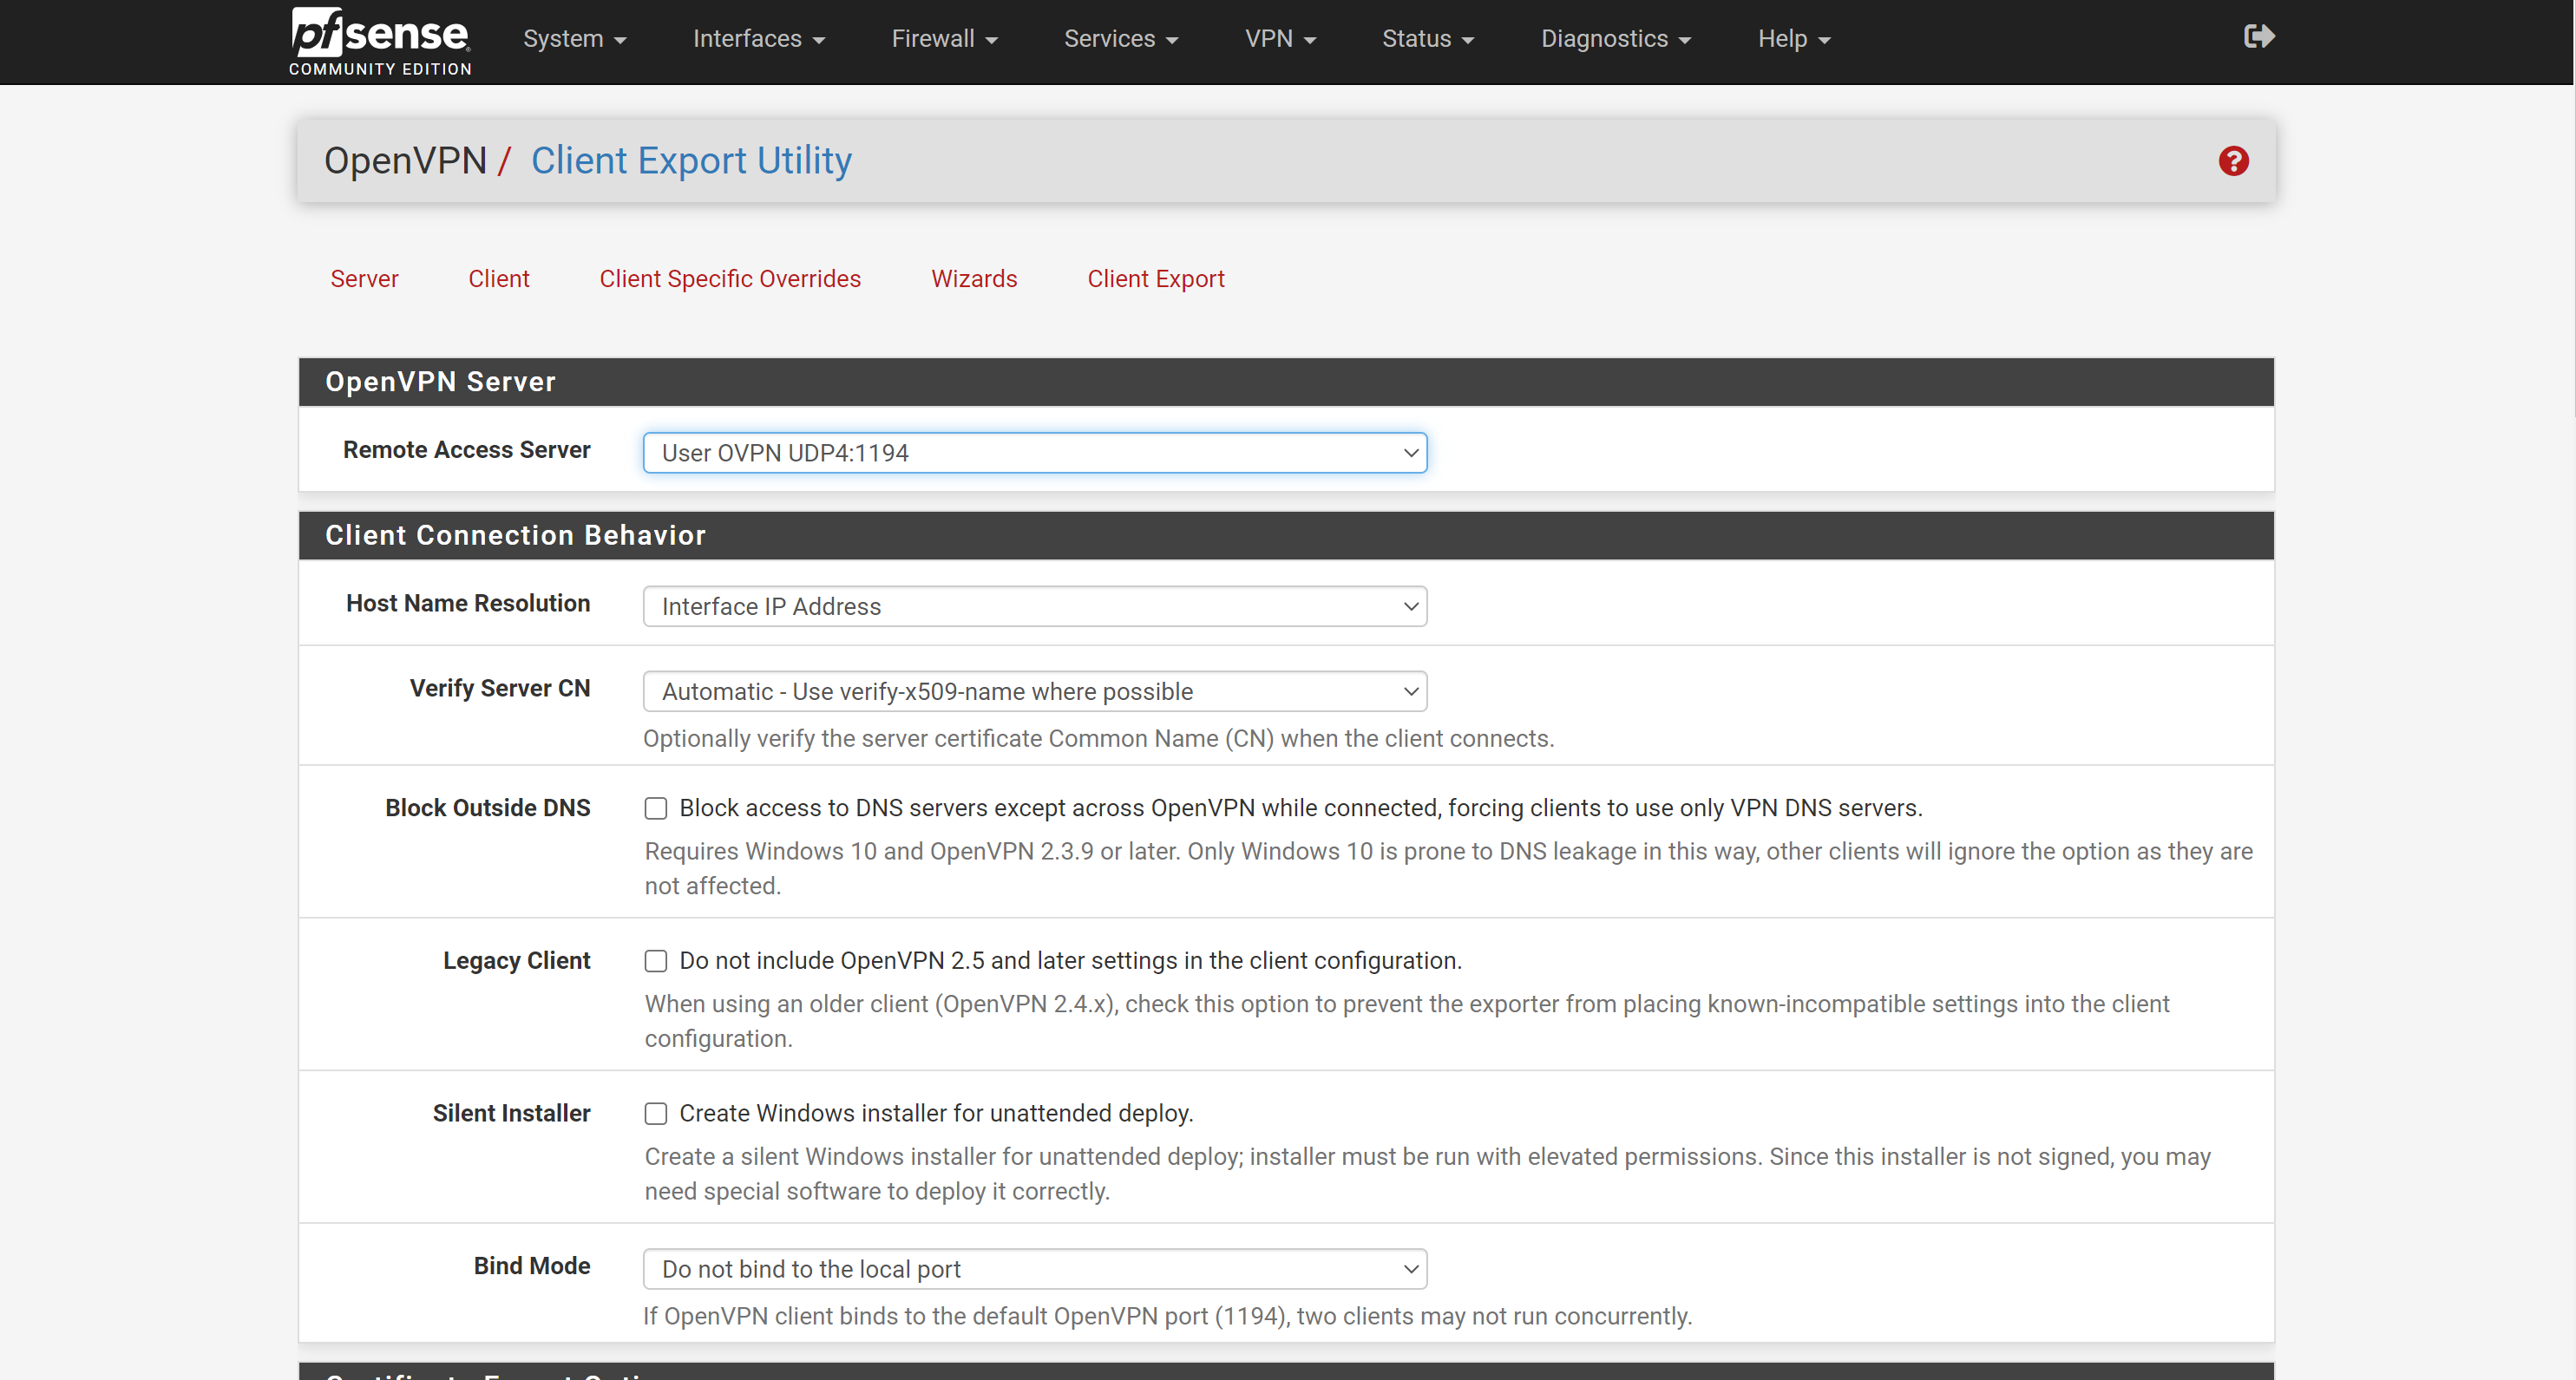 pfsense
COMMUNITY EDITION
System
Interfaces
Firewall
Services
VPN
Status
Diagnostics
Help
OpenVPN / Client Export Utility
Server
Client
Client Specific Overrides
Wizards
Client Export
OpenVPN Server
Remote Access Server
User OVPN UDP4:1194
Client Connection Behavior
Host Name Resolution
Interface IP Address
Verify Server CN
Automatic - Use verify-x509-name where possible
Optionally verify the server certificate Common Name (CN) when the client connects.
Block Outside DNS
Block access to DNS servers except across OpenVPN while connected, forcing clients to use only VPN DNS servers.
Requires Windows 10 and OpenVPN 2.3.9 or later. Only Windows 10 is prone to DNS leakage in this way, other clients will ignore the option as they are
not affected.
Legacy Client
Do not include OpenVPN 2.5 and later settings in the client configuration.
When using an older client (OpenVPN 2.4.x), check this option to prevent the exporter from placing known-incompatible settings into the client
configuration.
Silent Installer
Create Windows installer for unattended deploy.
Create a silent Windows installer for unattended deploy; installer must be run with elevated permissions. Since this installer is not signed, you may
need special software to deploy it correctly.
Bind Mode
Do not bind to the local port
If OpenVPN client binds to the default OpenVPN port (1194), two clients may not run concurrently.